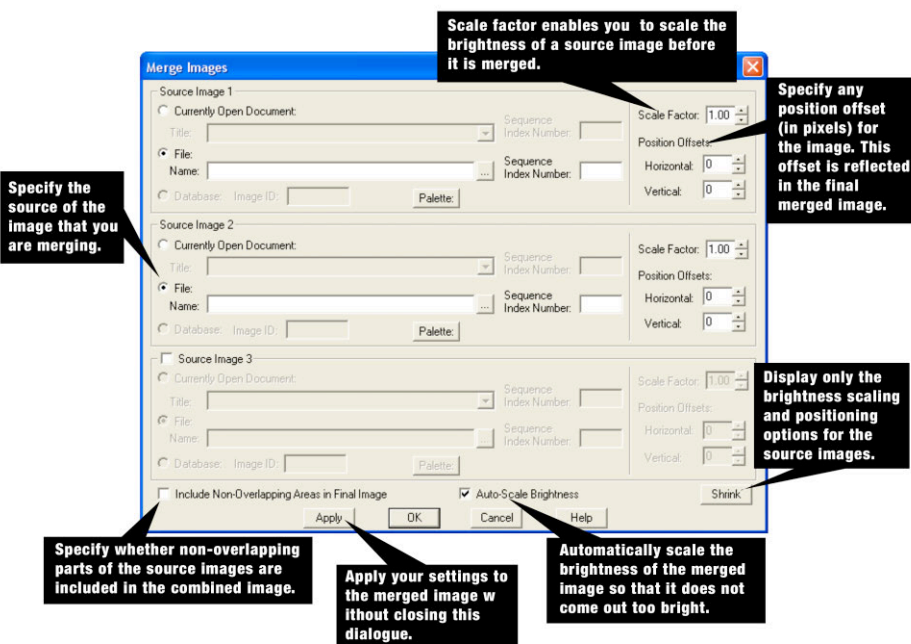 Scale factor enables you to scale the
brightness of a source image before
it is merged.
Merge Images
Source Image 1
Currently Open Document:
Title:
Sequence
Index Number:
File:
Name:
...
Sequence
Index Number:
Database:
Image ID:
Palette:
Scale Factor:
1.00
Position Offsets:
Horizontal:
0
Vertical:
0
Specify any
position offset
(in pixels) for
the image. This
offset is reflected
in the final
merged image.
Specify the
source of the
image that you
are merging.
Source Image 2
Currently Open Document:
Title:
Sequence
Index Number:
File:
Name:
...
Sequence
Index Number:
Database:
Image ID:
Palette:
Scale Factor:
1.00
Position Offsets:
Horizontal:
0
Vertical:
0
Source Image 3
Currently Open Document:
Title:
Sequence
Index Number:
File:
Name:
...
Sequence
Index Number:
Database:
Image ID:
Palette:
Scale Factor:
1.00
Position Offsets:
Horizontal:
0
Vertical:
0
Display only the
brightness scaling
and positioning
options for the
source images.
Include Non-Overlapping Areas in Final Image
Auto-Scale Brightness
Shrink
Apply
OK
Cancel
Help
Specify whether non-overlapping
parts of the source images are
included in the combined image.
Apply your settings to
the merged image w
ithout closing this
dialogue.
Automatically scale the
brightness of the merged
image so that it does not
come out too bright.